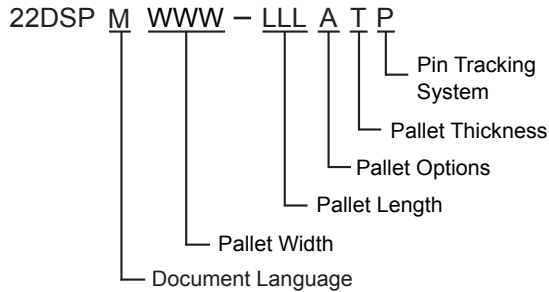 22DSP M WWW – LLL A T P
Pin Tracking
System
Pallet Thickness
Pallet Options
Pallet Length
Pallet Width
Document Language